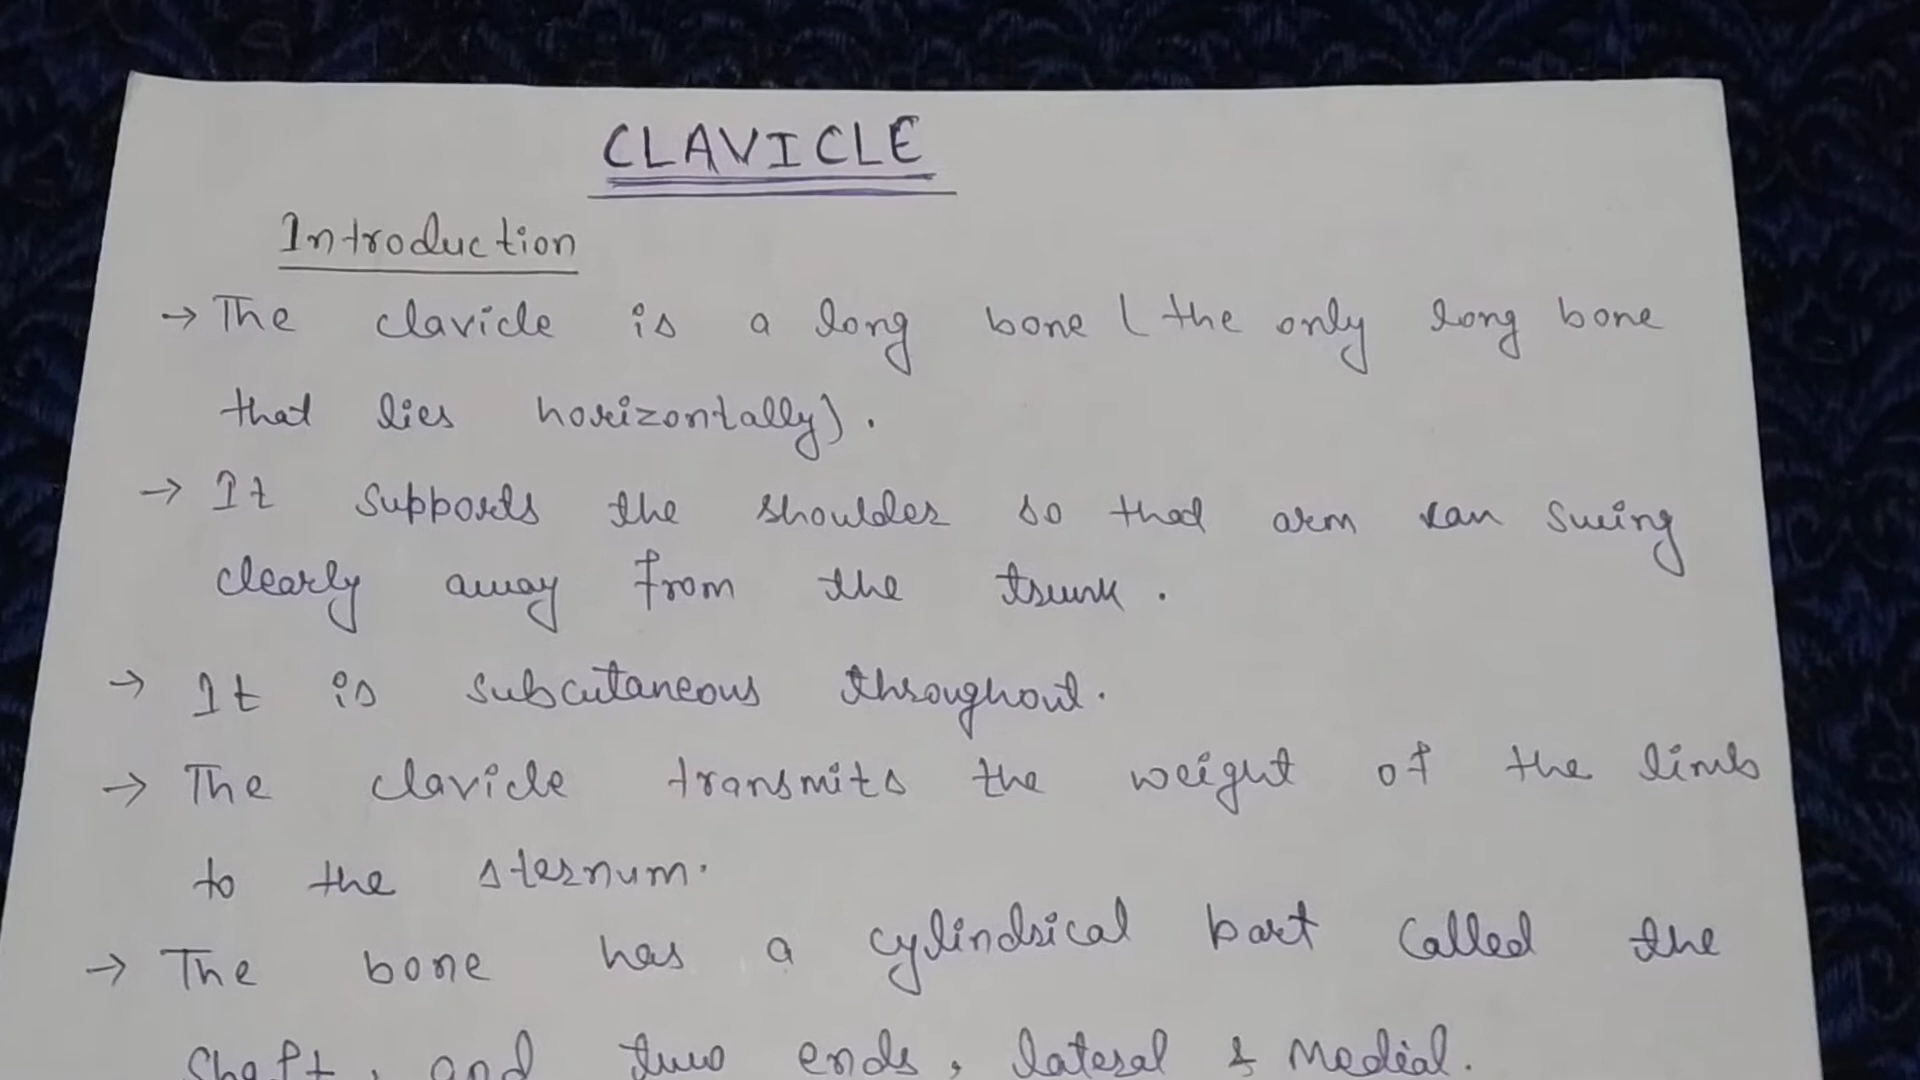 CLAVICLE
Introduction
→ The clavicle is a long bone (the only long bone
that lies horizontally).
→ It supports the shoulder so that arm can swing
clearly away from the trunk.
→ It is subcutaneous throughout.
→ The clavicle transmits the weight of the limb
to the sternum.
→ The bone has a cylindrical part called the
shaft, and two ends, lateral & Medial.